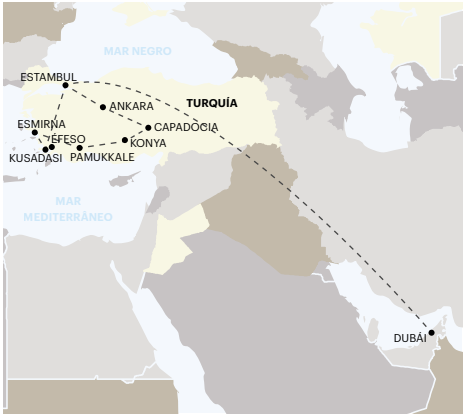 MAR NEGRO
ESTAMBUL
TURQUÍA
ANKARA
ESMIRNA
CAPADOCIA
ÉFESO
KONYA
KUSADASI
PAMUKKALE
MAR
MEDITERRÁNEO
DUBÁI